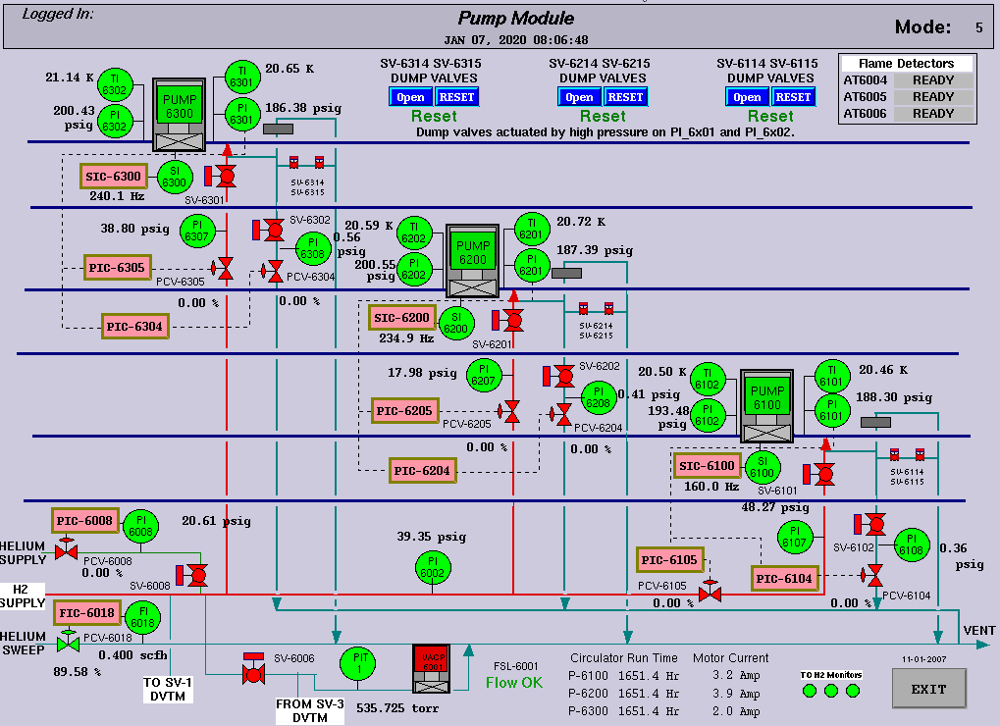 Logged In:
Pump Module
JAN 07, 2020 08:06:48
Mode: 5
SV-6314 SV-6315
DUMP VALVES
Open RESET
Reset
SV-6214 SV-6215
DUMP VALVES
Open RESET
Reset
SV-6114 SV-6115
DUMP VALVES
Open RESET
Reset
Dump valves actuated by high pressure on PI_6x01 and PI_6x02.
Flame Detectors
AT6004 READY
AT6005 READY
AT6006 READY
21.14 K
TI
6302
PUMP
6300
TI
6301
20.65 K
200.43
psig
PI
6302
PI
6301
186.38 psig
SIC-6300
SI
6300
240.1 Hz
SV-6301
SV-6314
SV-6315
38.80 psig
PI
6307
SV-6302
PI
6308
0.56
psig
PIC-6305
PCV-6305
PCV-6304
0.00 %
0.00 %
PIC-6304
20.59 K
TI
6202
PUMP
6200
TI
6201
20.72 K
200.55
psig
PI
6202
PI
6201
187.39 psig
SIC-6200
SI
6200
234.9 Hz
SV-6201
SV-6214
SV-6215
17.98 psig
PI
6207
SV-6202
PI
6208
0.41 psig
PIC-6205
PCV-6205
PCV-6204
0.00 %
0.00 %
PIC-6204
20.50 K
TI
6102
PUMP
6100
TI
6101
20.46 K
193.48
psig
PI
6102
PI
6101
188.30 psig
SIC-6100
SI
6100
160.0 Hz
SV-6101
SV-6114
SV-6115
48.27 psig
PI
6107
SV-6102
PI
6108
0.36
psig
PIC-6105
PCV-6105
0.00 %
PIC-6104
PCV-6104
0.00 %
PIC-6008
PI
6008
20.61 psig
HELIUM
SUPPLY
PCV-6008
0.00 %
SV-6008
39.35 psig
PI
6002
H2
SUPPLY
FIC-6018
FI
6018
HELIUM
SWEEP
PCV-6018
0.400 scfh
89.58 %
TO SV-1
DVTM
SV-6006
FROM SV-3
DVTM
PIT
1
535.725 torr
VACP
6001
FSL-6001
Flow OK
VENT
Circulator Run Time Motor Current
P-6100 1651.4 Hr 3.2 Amp
P-6200 1651.4 Hr 3.9 Amp
P-6300 1651.4 Hr 2.0 Amp
TO H2 Monitors
11-01-2007
EXIT